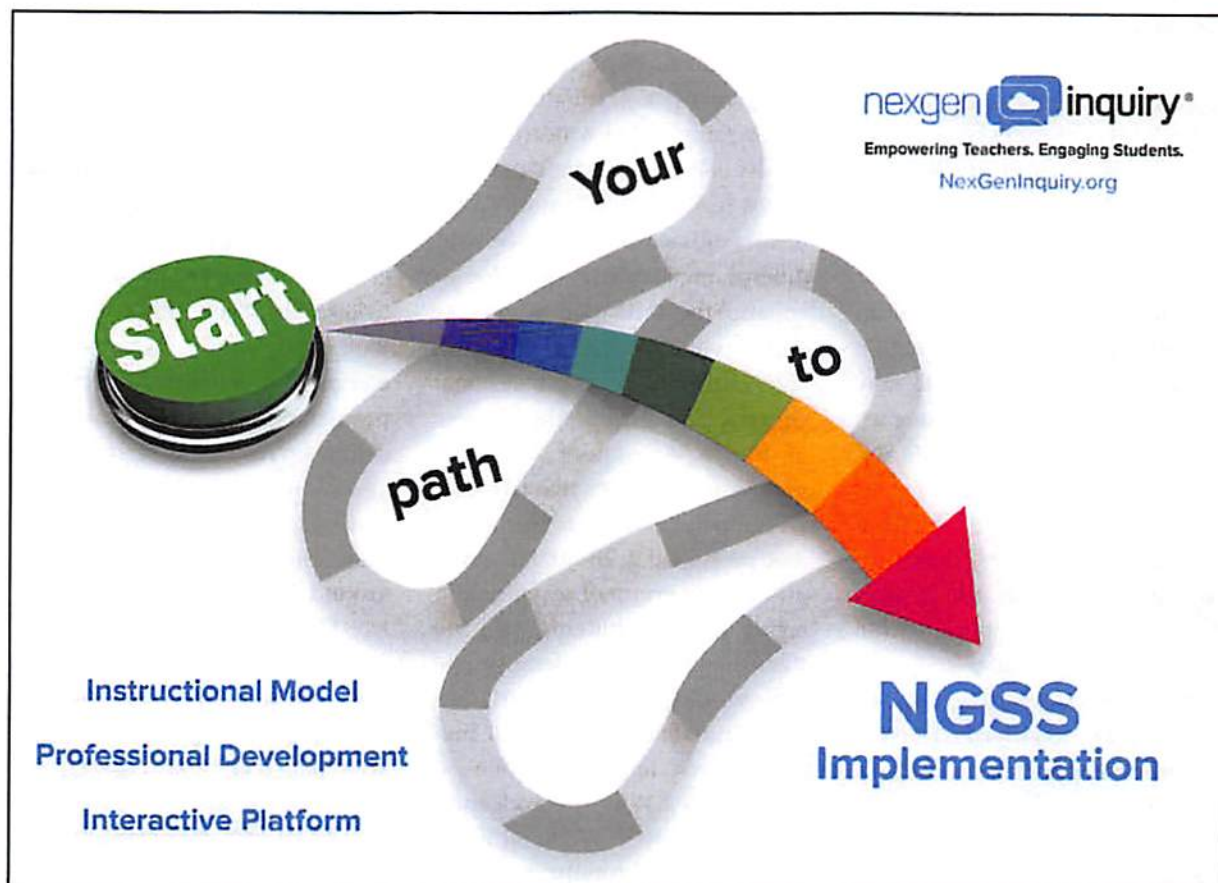 nexgen inquiry®
Empowering Teachers. Engaging Students.
NexGenInquiry.org
start
Your
path
to
NGSS
Implementation
Instructional Model
Professional Development
Interactive Platform